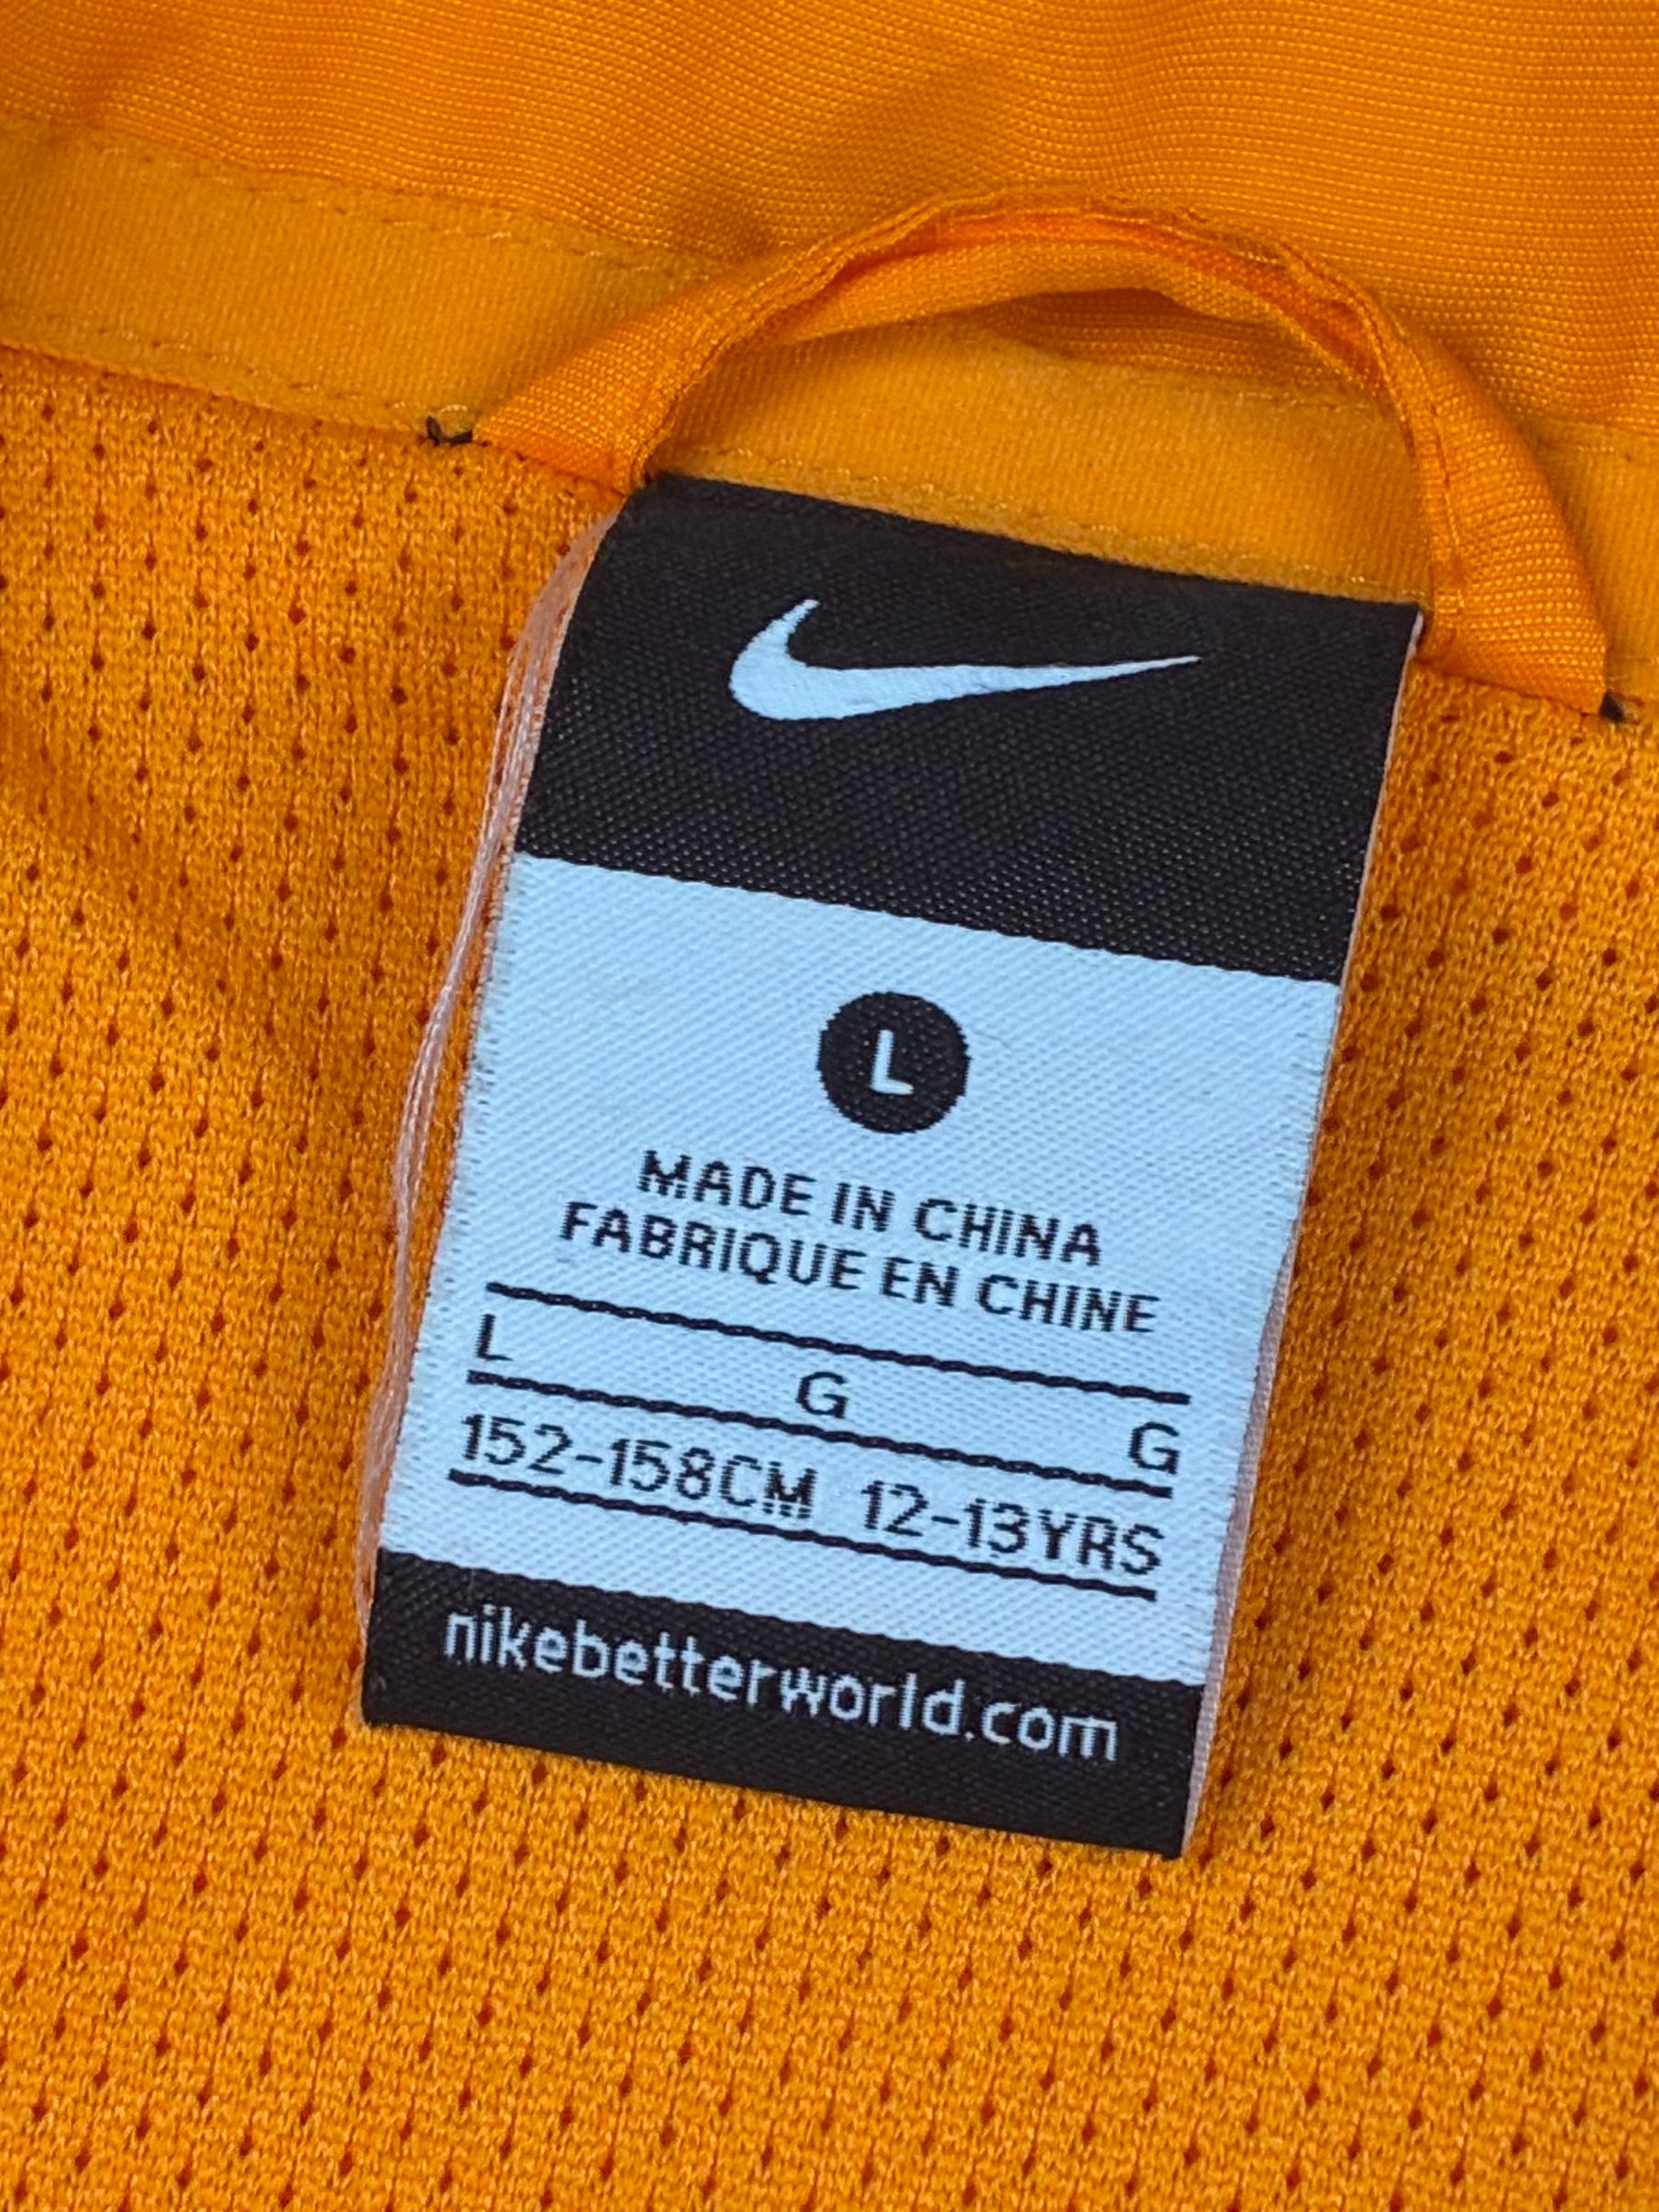 L
MADE IN CHINA
FABRIQUE EN CHINE
L G G
152-158CM 12-13YRS
nikebetterworld.com